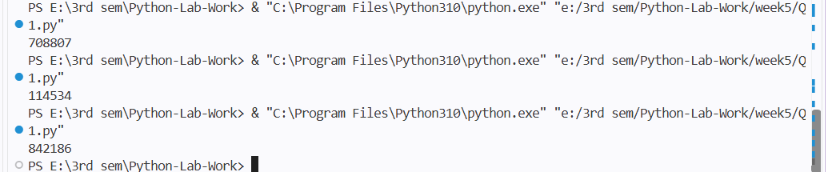 PS E:\3rd sem\Python-Lab-Work> & "C:\Program Files\Python310\python.exe" "e:/3rd sem/Python-Lab-Work/week5/Q
1.py"
708807
PS E:\3rd sem\Python-Lab-Work> & "C:\Program Files\Python310\python.exe" "e:/3rd sem/Python-Lab-Work/week5/Q
1.py"
114534
PS E:\3rd sem\Python-Lab-Work> & "C:\Program Files\Python310\python.exe" "e:/3rd sem/Python-Lab-Work/week5/Q
1.py"
842186
PS E:\3rd sem\Python-Lab-Work>